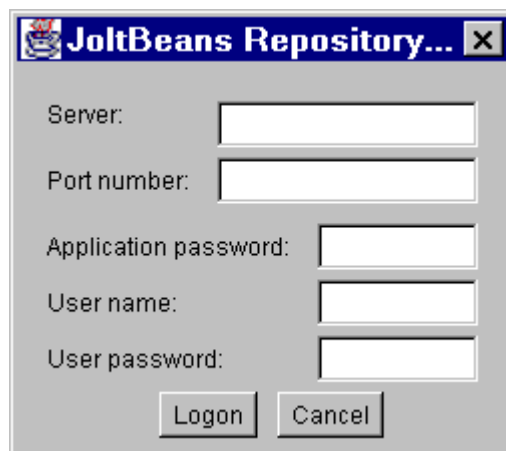 JoltBeans Repository...
Server:
Port number:
Application password:
User name:
User password:
Logon Cancel